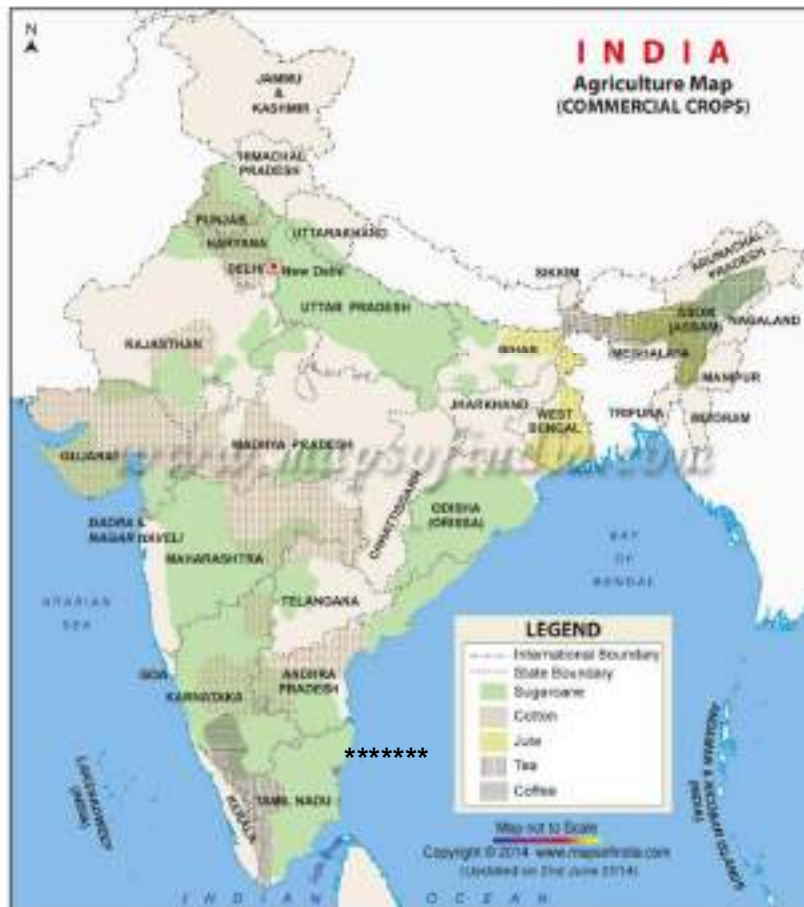 N
INDIA
Agriculture Map
(COMMERCIAL CROPS)
JAMMU
&
KASHMIR
HIMACHAL
PRADESH
PUNJAB
HARYANA
UTTARAKHAND
DELHI
New Delhi
ARUNACHAL
PRADESH
SIKKIM
UTTAR PRADESH
ASOM
(ASSAM)
NAGALAND
RAJASTHAN
BIHAR
MEGHALAYA
MANIPUR
JHARKHAND
WEST
BENGAL
TRIPURA
MIZORAM
GUJARAT
MADHYA PRADESH
www.mapsofindia.com
CHHATTISGARH
ODISHA
(ORISSA)
DADRA &
NAGAR HAVELI
MAHARASHTRA
BAY
OF
BENGAL
ARABIAN
SEA
TELANGANA
GOA
KARNATAKA
ANDHRA
PRADESH
LEGEND
International Boundary
State Boundary
Sugarcane
Cotton
Jute
Tea
Coffee
*******
LAKSHADWEEP
(INDIA)
ANDAMAN & NICOBAR ISLANDS
(INDIA)
KERALA
TAMIL NADU
Map not to Scale
Copyright © 2014 www.mapsofindia.com
(Updated on 2nd June 2014)
INDIAN OCEAN